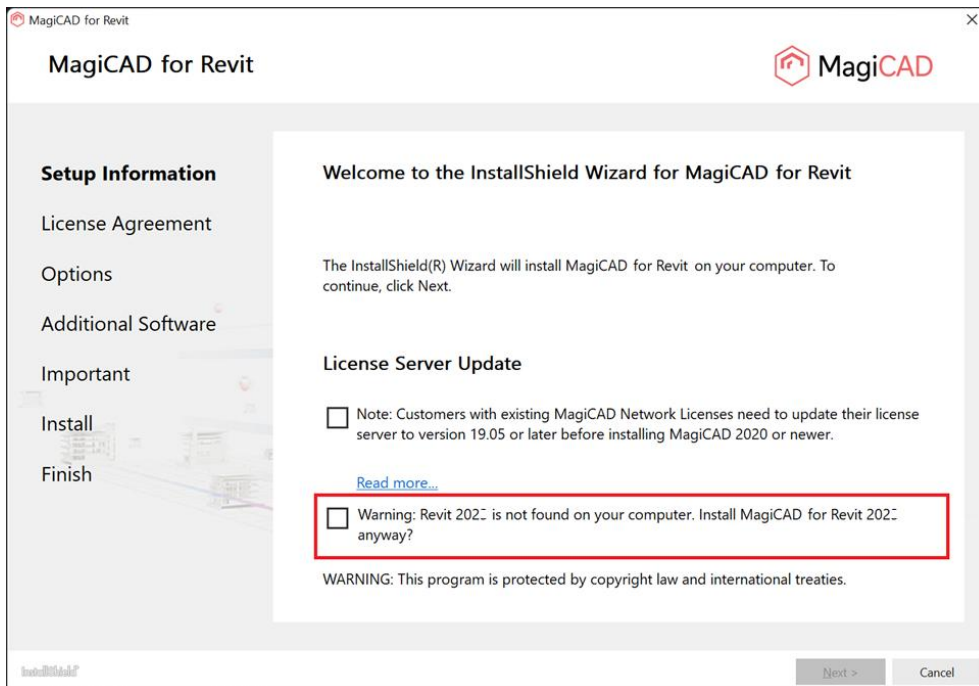 MagiCAD for Revit
MagiCAD for Revit
MagiCAD
Setup Information
License Agreement
Options
Additional Software
Important
Install
Finish
Welcome to the InstallShield Wizard for MagiCAD for Revit
The InstallShield(R) Wizard will install MagiCAD for Revit on your computer. To
continue, click Next.
License Server Update
Note: Customers with existing MagiCAD Network Licenses need to update their license
server to version 19.05 or later before installing MagiCAD 2020 or newer.
Read more...
Warning: Revit is not found on your computer. Install MagiCAD for Revit
anyway?
WARNING: This program is protected by copyright law and international treaties.
InstallShield
Next >
Cancel